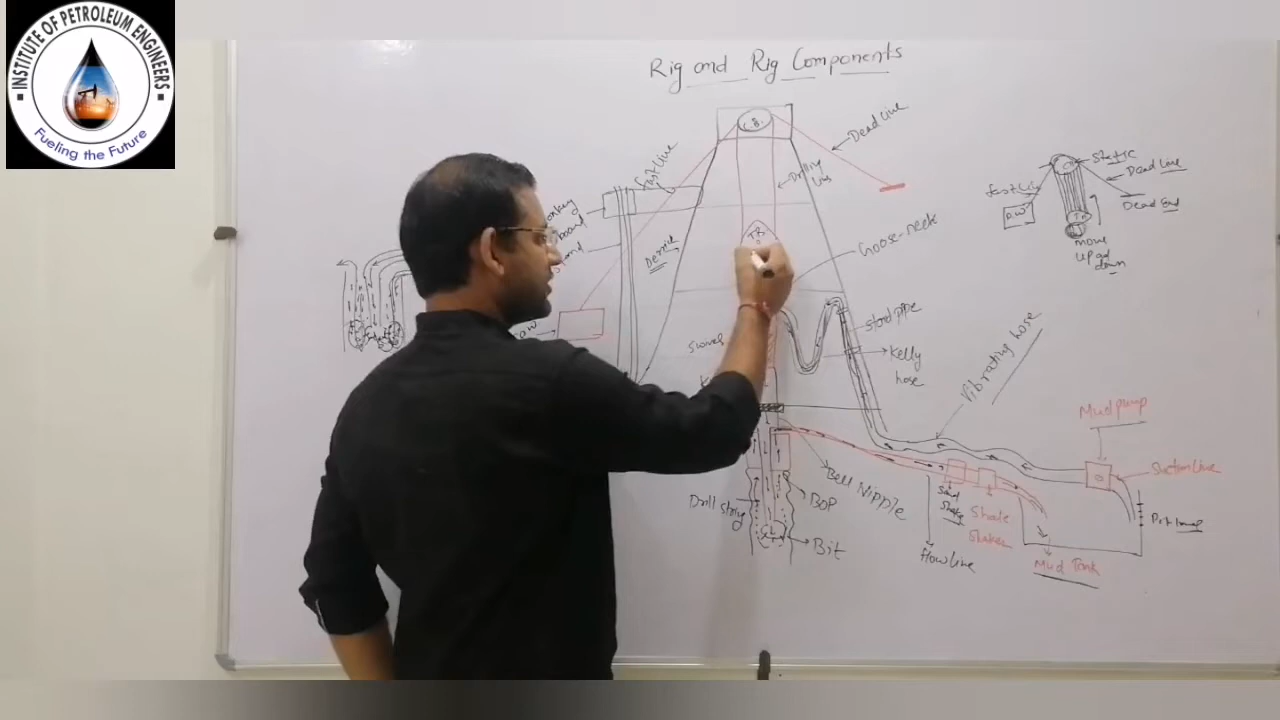 INSTITUTE OF PETROLEUM ENGINEERS
Fueling the Future
Rig and Rig Components
C.B.
Dead Line
Drilling
Static
Dead Line
Dead End
Fast Line
D.W
move
up and
down
Derrick
TB
Goose-neck
Stand pipe
Kelly
hose
Vibrating hose
Mud pump
Suction Line
Bell Nipple
BOP
Drill string
Bit
Flow line
Shale
Shaker
Mud Tank